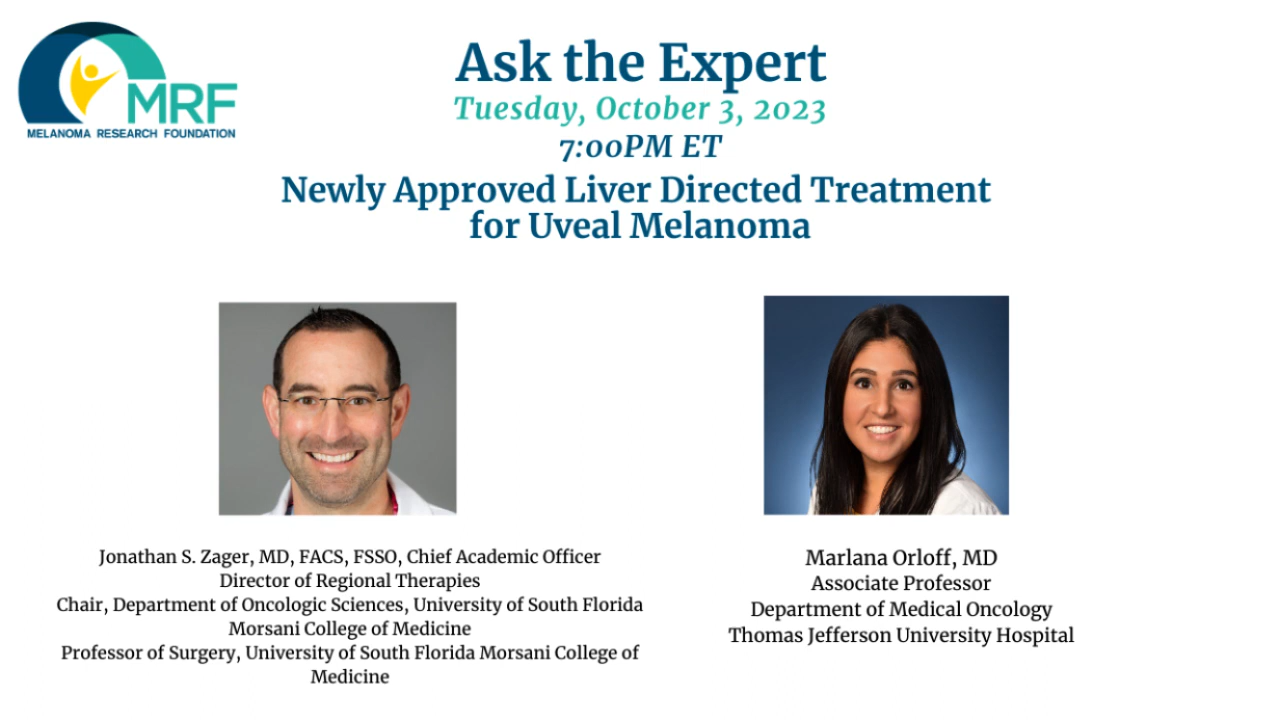 MRF
MELANOMA RESEARCH FOUNDATION
Ask the Expert
Tuesday, October 3, 2023
7:00PM ET
Newly Approved Liver Directed Treatment
for Uveal Melanoma
Jonathan S. Zager, MD, FACS, FSSO, Chief Academic Officer
Director of Regional Therapies
Chair, Department of Oncologic Sciences, University of South Florida
Morsani College of Medicine
Professor of Surgery, University of South Florida Morsani College of
Medicine
Marlana Orloff, MD
Associate Professor
Department of Medical Oncology
Thomas Jefferson University Hospital